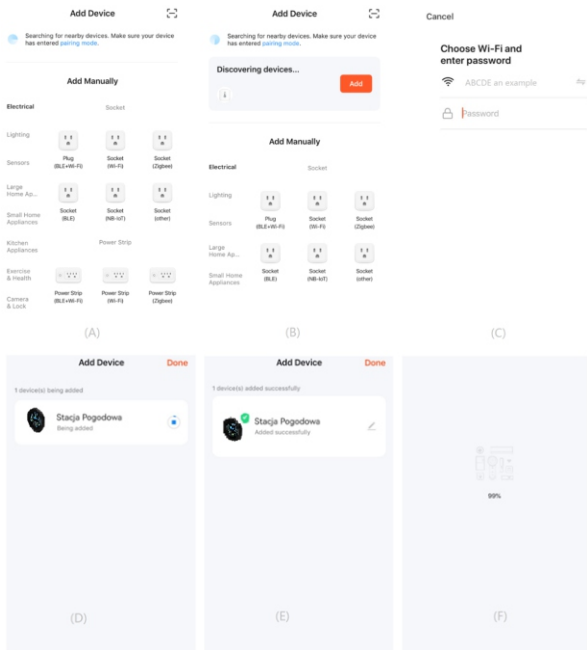 Add Device
Searching for nearby devices. Make sure your device
has entered pairing mode.
Add Manually
Electrical
Socket
Lighting
Plug
(BLE+Wi-Fi)
Socket
(Wi-Fi)
Socket
(Zigbee)
Sensors
Large
Home Ap...
Socket
(BLE)
Socket
(NB-IoT)
Socket
(other)
Small Home
Appliances
Kitchen
Appliances
Power Strip
Exercise
& Health
Power Strip
(BLE+Wi-Fi)
Power Strip
(Wi-Fi)
Power Strip
(Zigbee)
Camera
& Lock
(A)
Add Device
Searching for nearby devices. Make sure your device
has entered pairing mode.
Discovering devices...
Add
Add Manually
Electrical
Socket
Lighting
Plug
(BLE+Wi-Fi)
Socket
(Wi-Fi)
Socket
(Zigbee)
Sensors
Large
Home Ap...
Socket
(BLE)
Socket
(NB-IoT)
Socket
(other)
Small Home
Appliances
(B)
Cancel
Choose Wi-Fi and
enter password
ABCDE an example
Password
(C)
Add Device
Done
1 device(s) being added
Stacja Pogodowa
Being added
(D)
Add Device
Done
1 device(s) added successfully
Stacja Pogodowa
Added successfully
(E)
99%
(F)